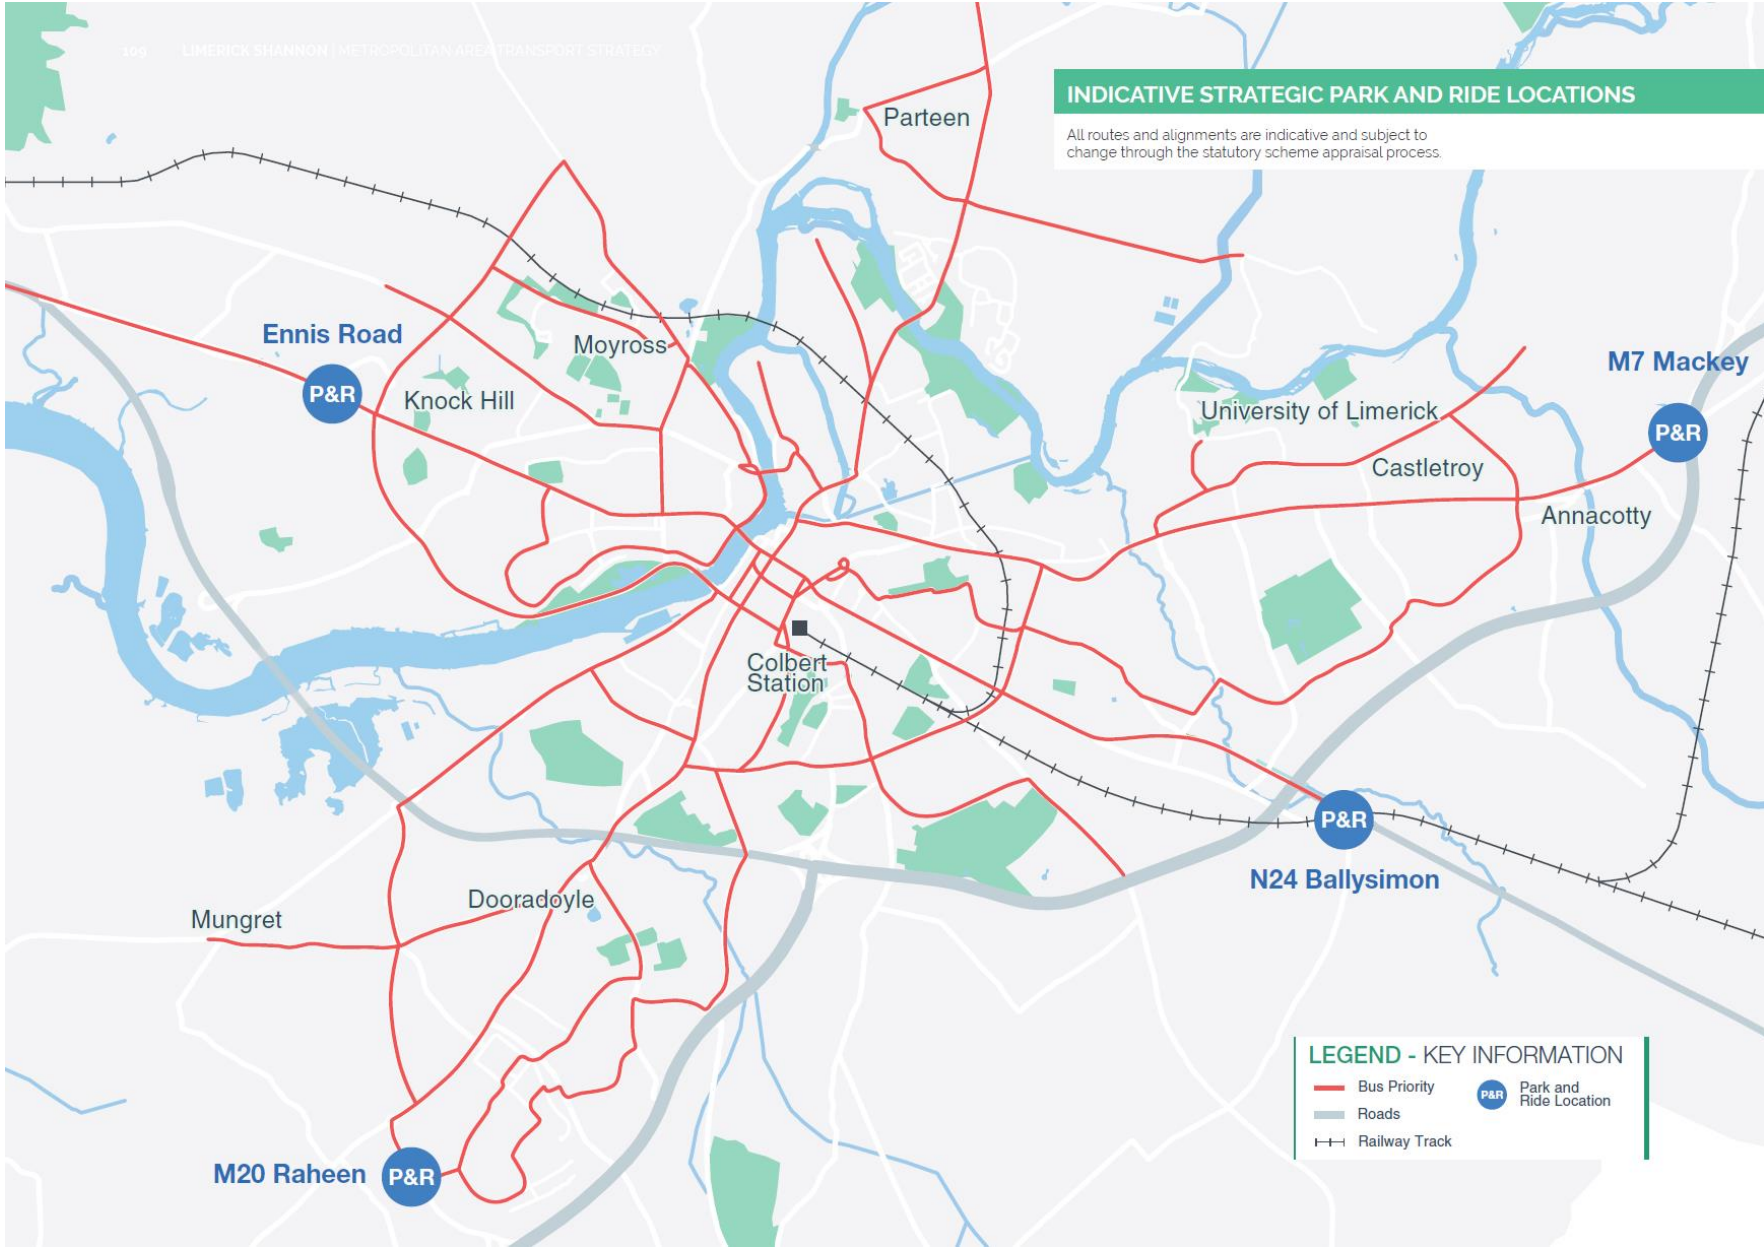 109 LIMERICK SHANNON | METROPOLITAN AREA TRANSPORT STRATEGY
INDICATIVE STRATEGIC PARK AND RIDE LOCATIONS
All routes and alignments are indicative and subject to
change through the statutory scheme appraisal process.
Parteen
Ennis Road
P&R
Knock Hill
Moyross
M7 Mackey
P&R
University of Limerick
Castletroy
Annacotty
Colbert
Station
P&R
N24 Ballysimon
Dooradoyle
Mungret
M20 Raheen
P&R
LEGEND - KEY INFORMATION
Bus Priority
Roads
Railway Track
P&R
Park and
Ride Location